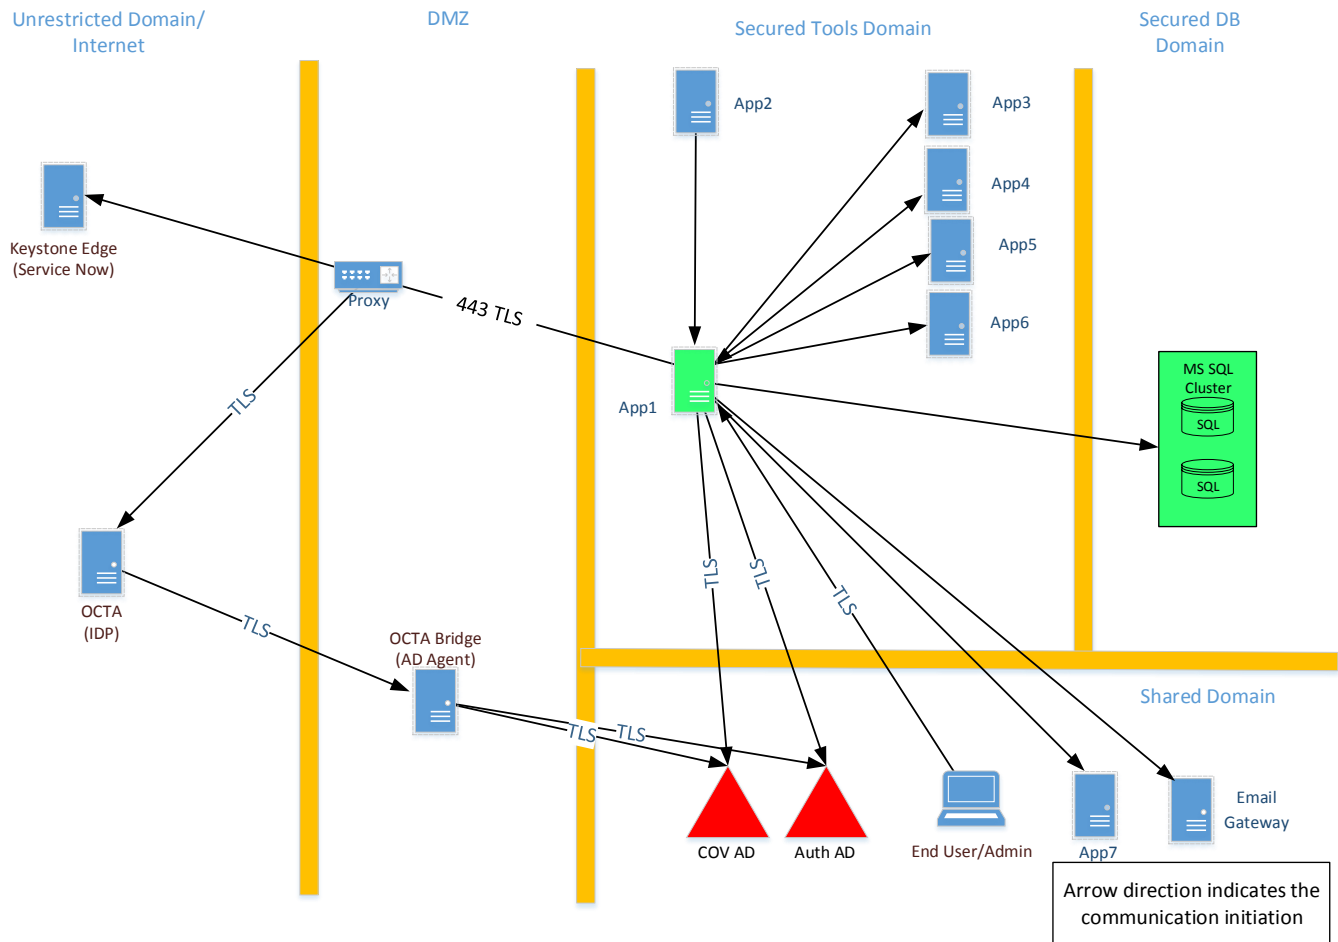 Unrestricted Domain/
Internet
DMZ
Secured Tools Domain
Secured DB
Domain
App2
App3
App4
App5
App6
Keystone Edge
(Service Now)
Proxy
443 TLS
App1
MS SQL
Cluster
SQL
SQL
TLS
OCTA
(IDP)
TLS
OCTA Bridge
(AD Agent)
TLS
TLS
TLS
TLS
TLS
Shared Domain
COV AD
Auth AD
End User/Admin
App7
Email
Gateway
Arrow direction indicates the
communication initiation